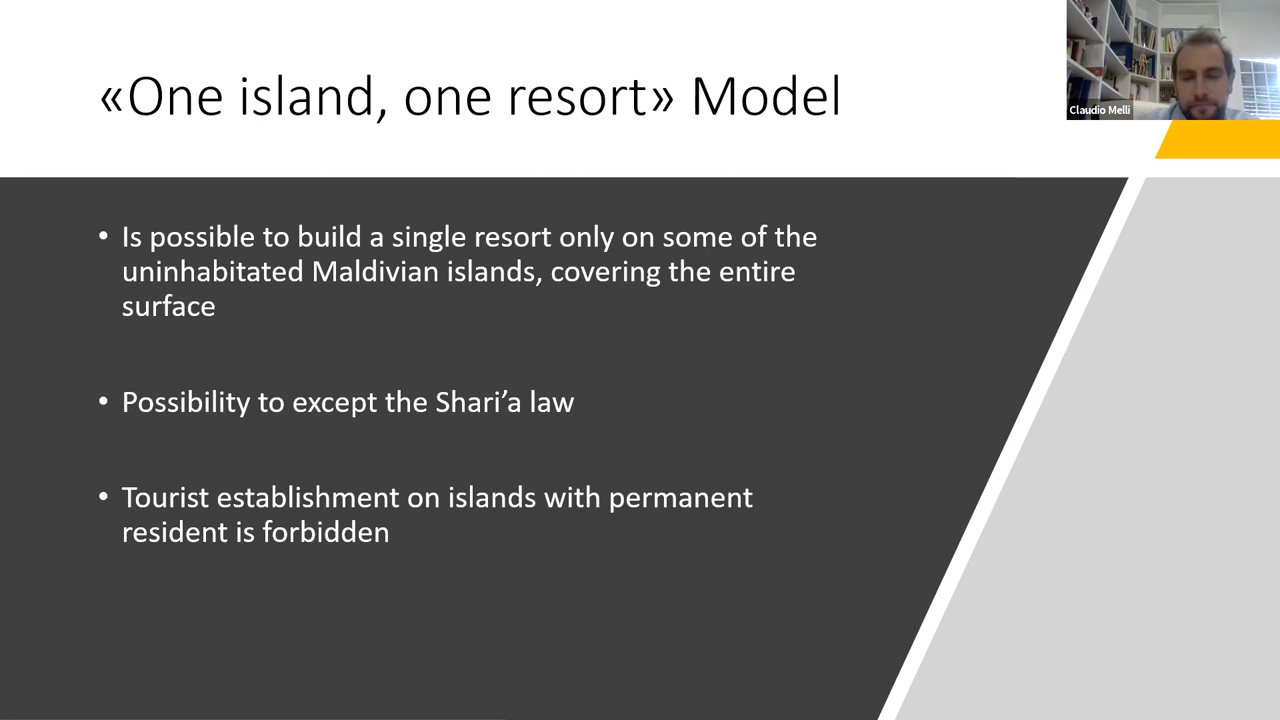 «One island, one resort» Model
Claudio Melli
• Is possible to build a single resort only on some of the
uninhabitated Maldivian islands, covering the entire
surface
• Possibility to except the Shari’a law
• Tourist establishment on islands with permanent
resident is forbidden